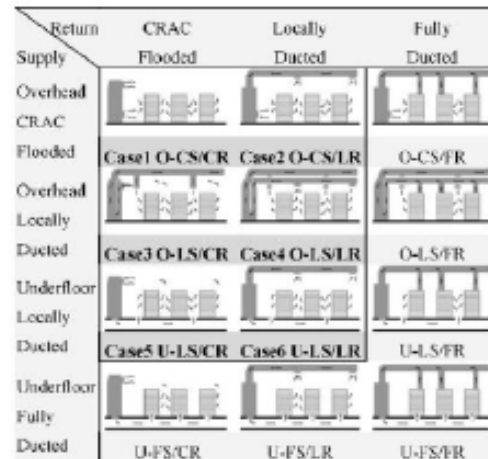 Return CRAC Locally Fully
Supply Flooded Ducted Ducted
Overhead
CRAC
Flooded Case1 O-CS/CR Case2 O-CS/LR O-CS/FR
Overhead
Locally
Ducted Case3 O-LS/CR Case4 O-LS/LR O-LS/FR
Underfloor
Locally
Ducted Case5 U-LS/CR Case6 U-LS/LR U-LS/FR
Underfloor
Fully
Ducted U-FS/CR U-FS/LR U-FS/FR